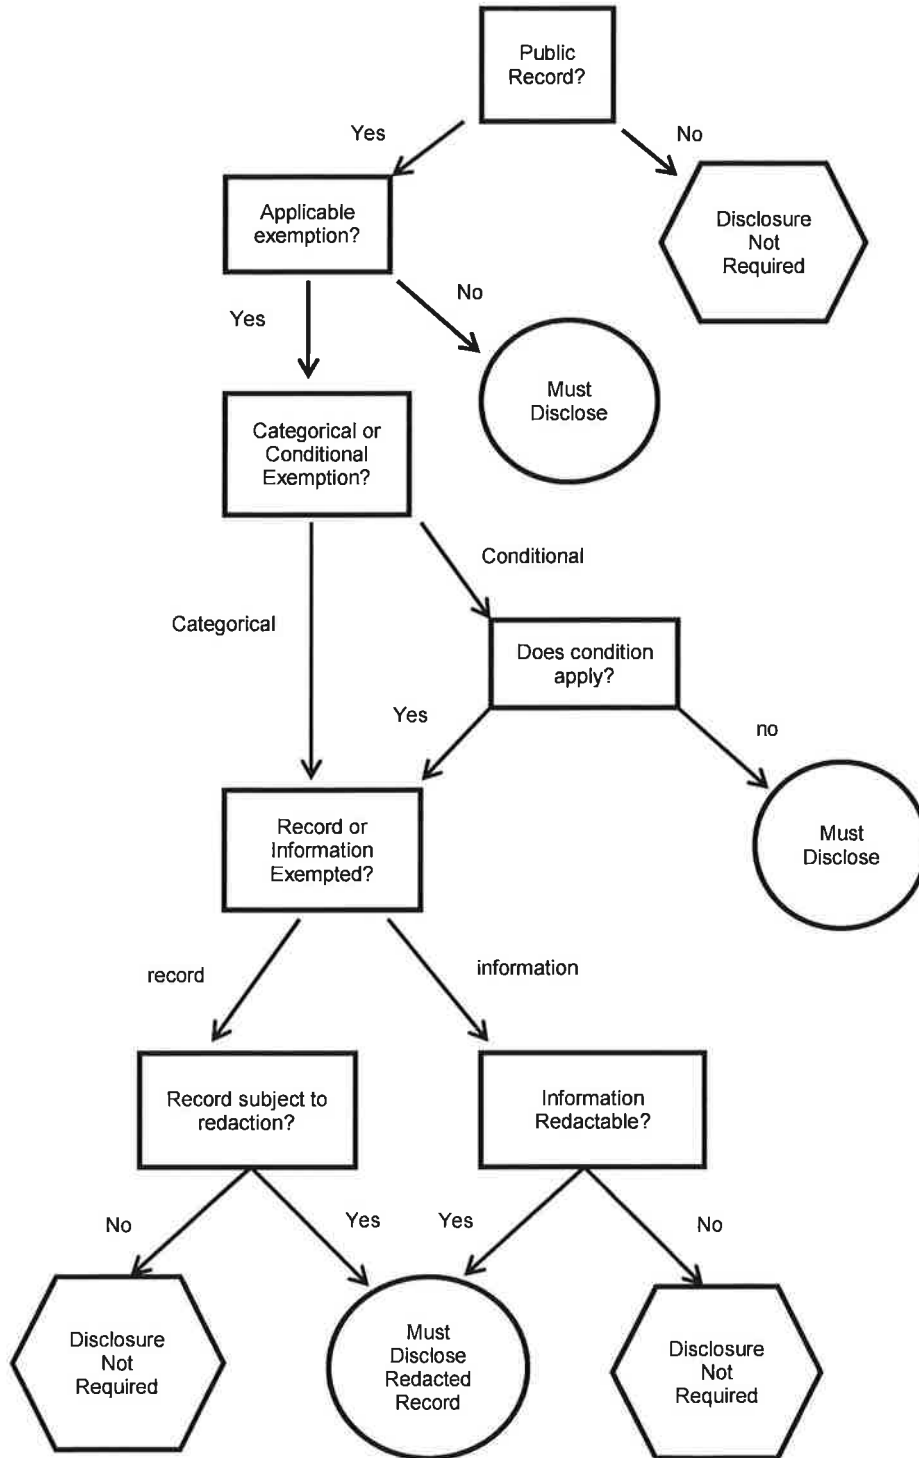 Public
Record?
Yes
No
Applicable
exemption?
Disclosure
Not
Required
Yes
No
Must
Disclose
Categorical or
Conditional
Exemption?
Conditional
Categorical
Does condition
apply?
Yes
no
Record or
Information
Exempted?
Must
Disclose
record
information
Record subject to
redaction?
Information
Redactable?
No
Yes
Yes
No
Disclosure
Not
Required
Must
Disclose
Redacted
Record
Disclosure
Not
Required